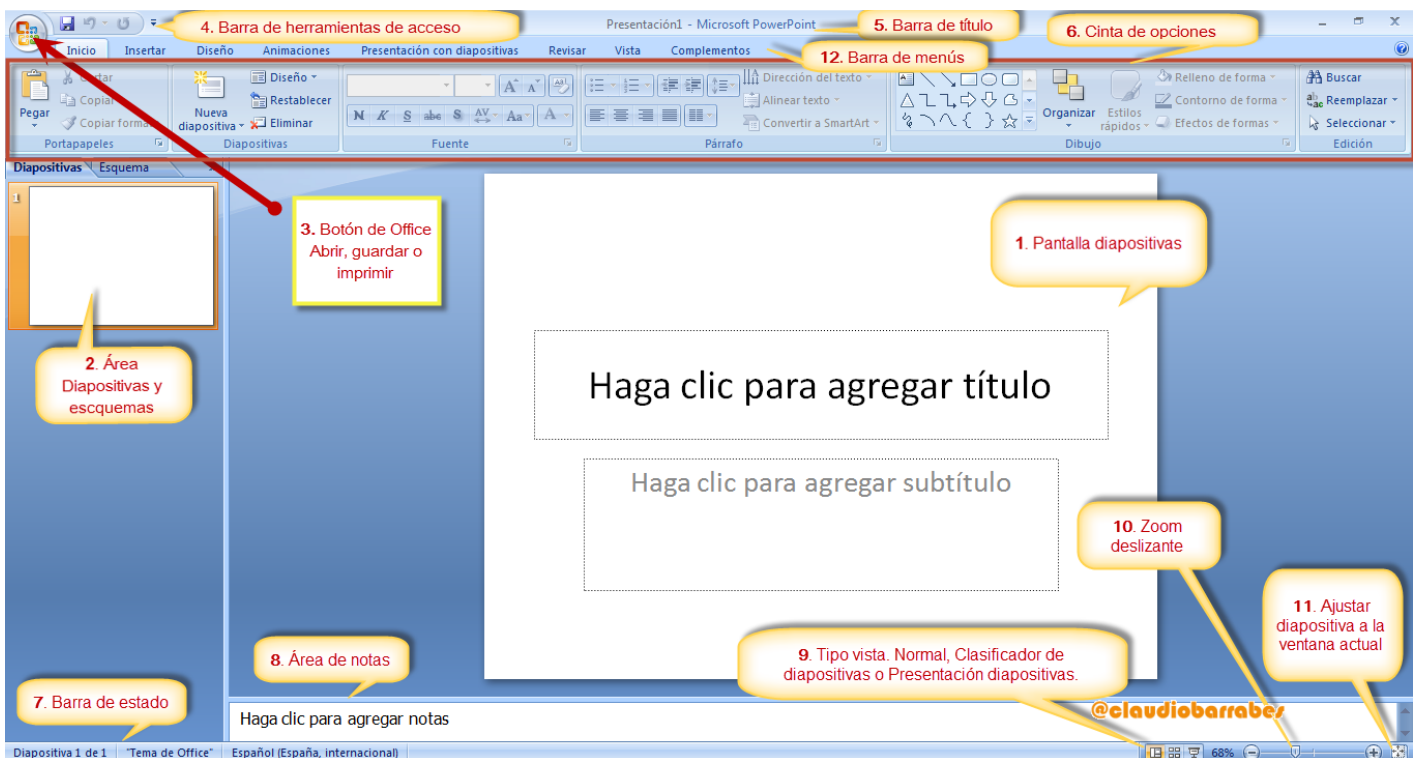 4. Barra de herramientas de acceso
Presentación1 - Microsoft PowerPoint
5. Barra de título
6. Cinta de opciones
Inicio Insertar Diseño Animaciones Presentación con diapositivas Revisar Vista Complementos
12. Barra de menús
Pegar
Cortar
Copiar
Copiar formato
Portapapeles
Nueva
diapositiva
Diseño
Restablecer
Eliminar
Diapositivas
N K S abc S AV Aa A
Fuente
Dirección del texto
Alinear texto
Convertir a SmartArt
Párrafo
Organizar
Estilos
rápidos
Relleno de forma
Contorno de forma
Efectos de formas
Dibujo
Buscar
Reemplazar
Seleccionar
Edición
Diapositivas Esquema
1
3. Botón de Office
Abrir, guardar o
imprimir
1. Pantalla diapositivas
2. Área
Diapositivas y
escquemas
Haga clic para agregar título
Haga clic para agregar subtítulo
10. Zoom
deslizante
11. Ajustar
diapositiva a la
ventana actual
8. Área de notas
9. Tipo vista. Normal, Clasificador de
diapositivas o Presentación diapositivas.
7. Barra de estado
@claudiobarrabes
Haga clic para agregar notas
Diapositiva 1 de 1 "Tema de Office" Español (España, internacional) 68%